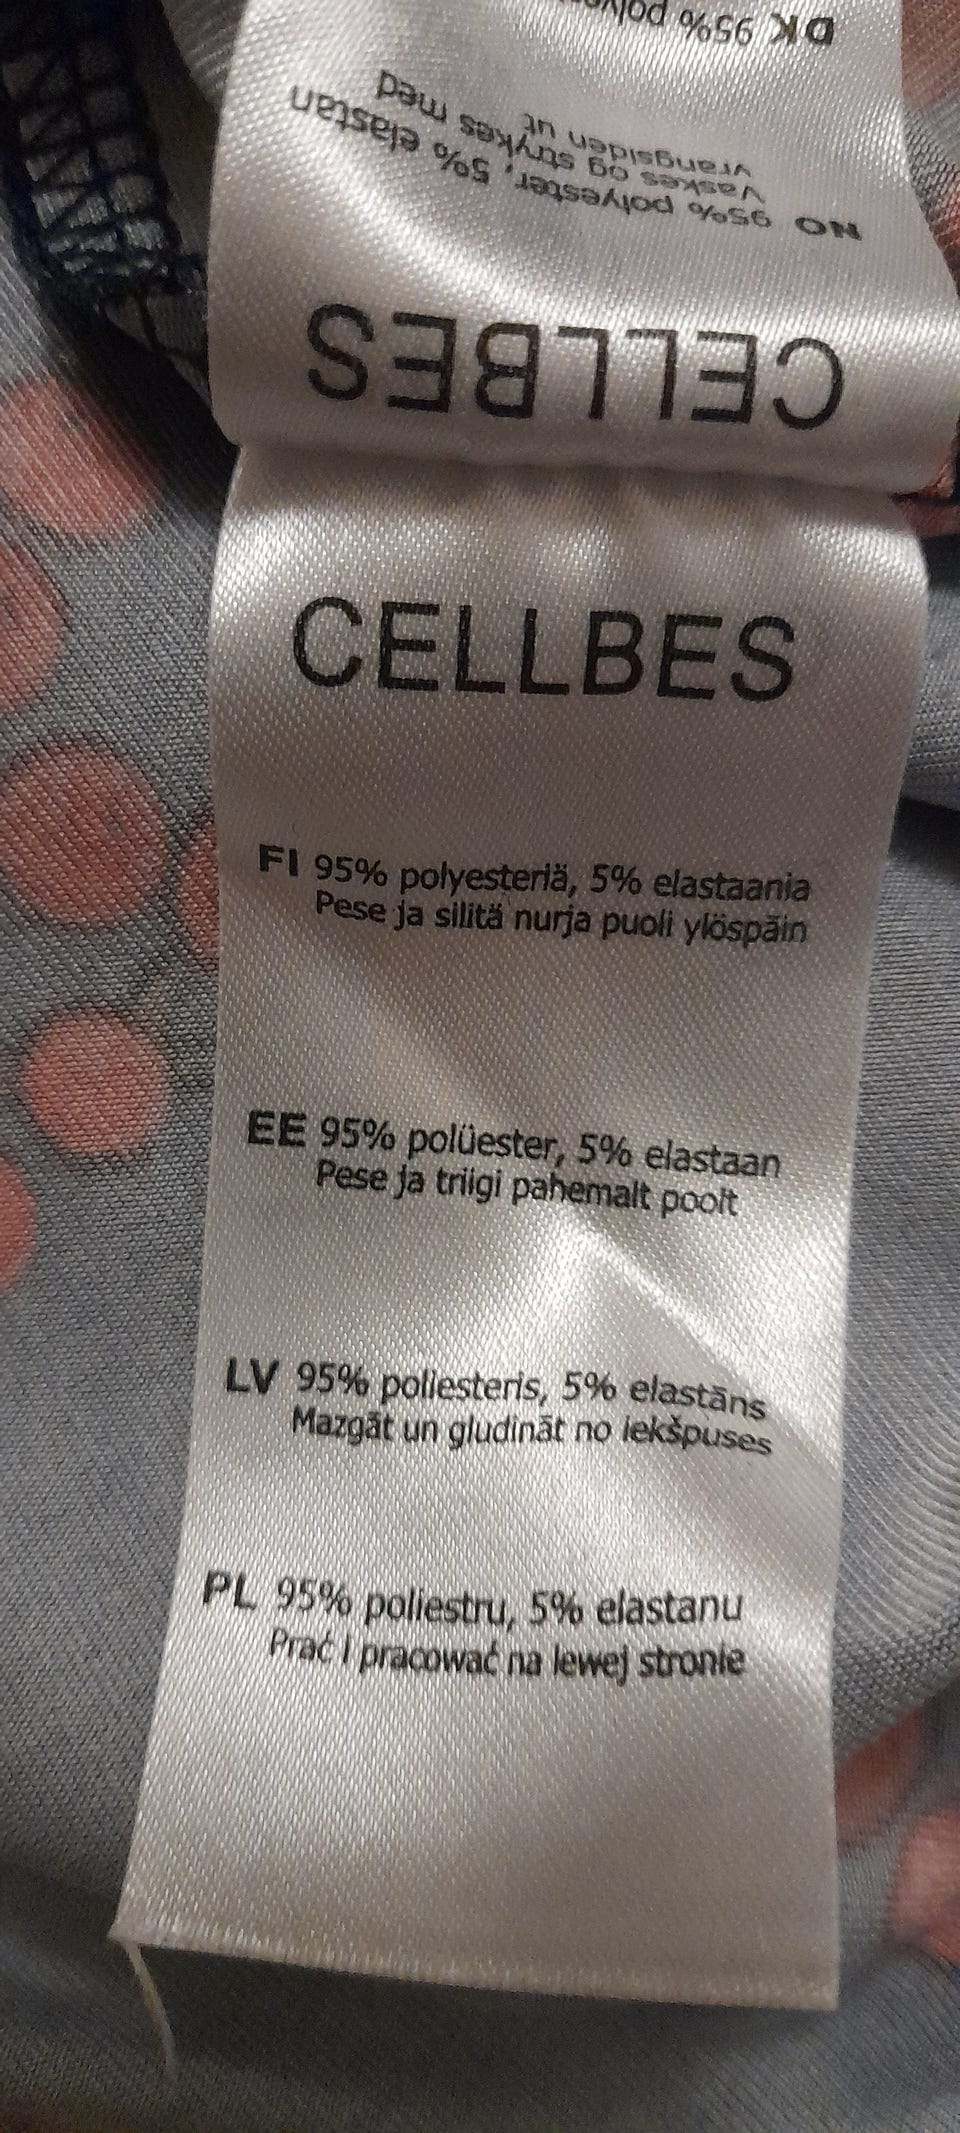 DK 95%
NO 95% polyester, 5% elastan
Vaskes og strykes med
vrangsiden ut
CELLBES
CELLBES
FI 95% polyesteriä, 5% elastaania
Pese ja silitä nurja puoli ylöspäin
EE 95% polüester, 5% elastaan
Pese ja triigi pahemalt poolt
LV 95% poliesteris, 5% elastāns
Mazgāt un gludināt no iekšpuses
PL 95% poliestru, 5% elastanu
Prać i pracować na lewej stronie